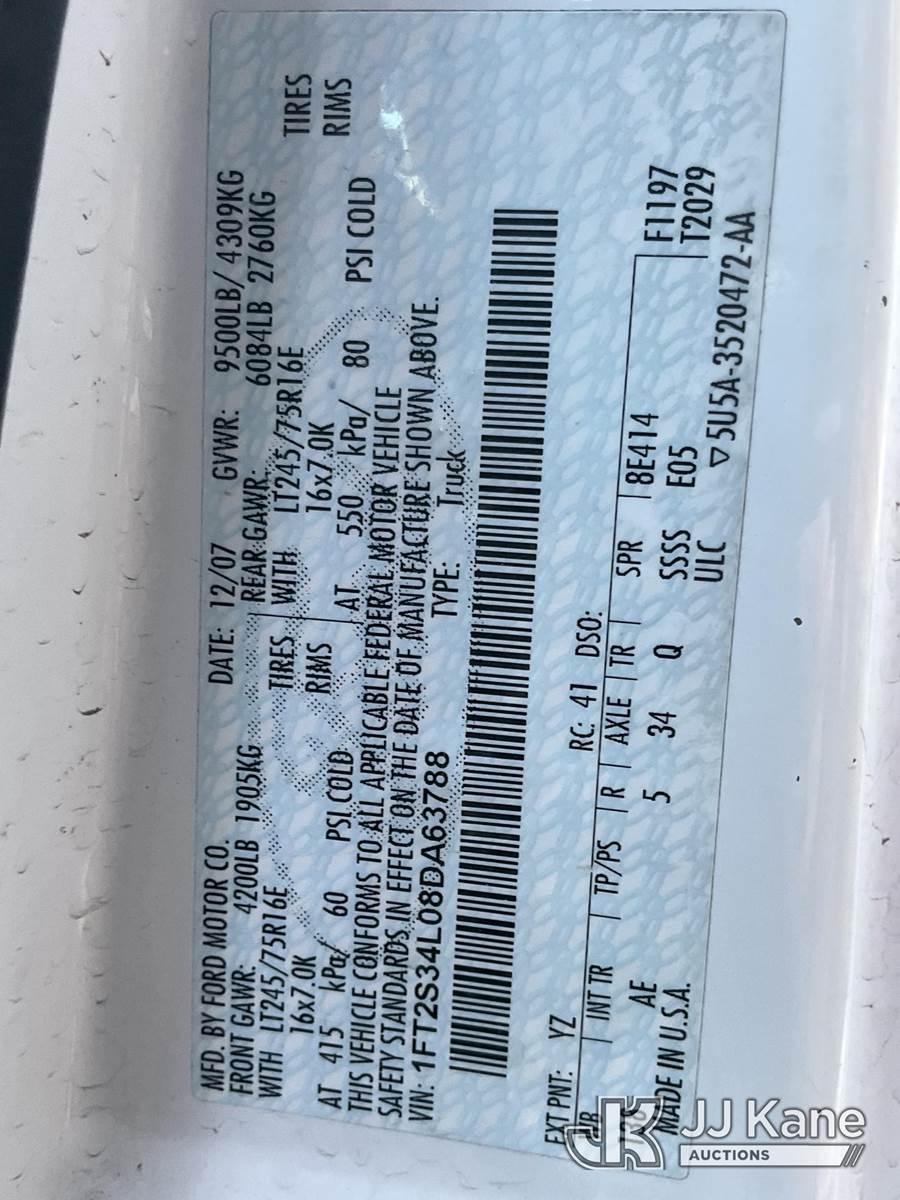 MFD. BY FORD MOTOR CO.
DATE: 12/07 GVWR: 9500LB/ 4309KG
FRONT GAWR: 4200LB 1905KG
REAR GAWR: 6084LB 2760KG
WITH LT245/75R16E TIRES
WITH LT245/75R16E TIRES
16x7.0K RIMS
16x7.0K RIMS
AT 415 kPa/ 60 PSI COLD
AT 550 kPa/ 80 PSI COLD
THIS VEHICLE CONFORMS TO ALL APPLICABLE FEDERAL MOTOR VEHICLE
SAFETY STANDARDS IN EFFECT ON THE DATE OF MANUFACTURE SHOWN ABOVE.
VIN: 1FT2S34L08DA63788 TYPE: Truck
EXT PNT: YZ RC: 41 DSO:
INT TR TP/PS R AXLE TR SPR 8E414 F1197
AE 5 34 Q SSSS E05 T2029
MADE IN U.S.A. ULC ▽5U5A-3520472-AA
JK JJ Kane
AUCTIONS